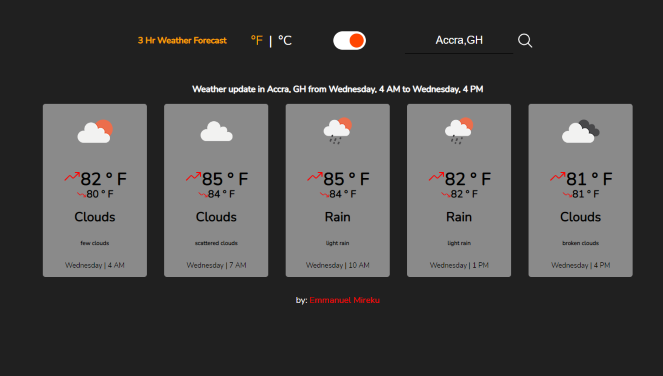 3 Hr Weather Forecast °F | °C Accra,GH
Weather update in Accra, GH from Wednesday, 4 AM to Wednesday, 4 PM
82 ° F
80 ° F
Clouds
few clouds
Wednesday | 4 AM
85 ° F
84 ° F
Clouds
scattered clouds
Wednesday | 7 AM
85 ° F
84 ° F
Rain
light rain
Wednesday | 10 AM
82 ° F
82 ° F
Rain
light rain
Wednesday | 1 PM
81 ° F
81 ° F
Clouds
broken clouds
Wednesday | 4 PM
by: Emmanuel Mireku